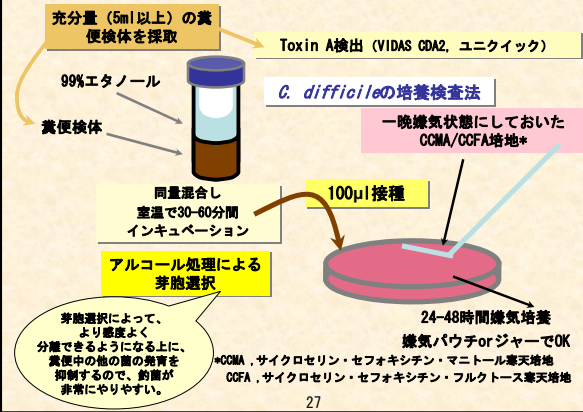 充分量（5ml以上）の糞
便検体を採取
Toxin A検出（VIDAS CDA2, ユニクイック）
99%エタノール
C. difficileの培養検査法
糞便検体
一晩嫌気状態にしておいた
CCMA/CCFA培地*
同量混合し
室温で30-60分間
インキュベーション
100μl接種
アルコール処理による
芽胞選択
24-48時間嫌気培養
嫌気パウチorジャーでOK
芽胞選択によって、
より感度よく
分離できるようになる上に、
糞便中の他の菌の発育を
抑制するので、釣菌が
非常にやりやすい。
*CCMA ,サイクロセリン・セフォキシチン・マニトール寒天培地
CCFA ,サイクロセリン・セフォキシチン・フルクトース寒天培地
27